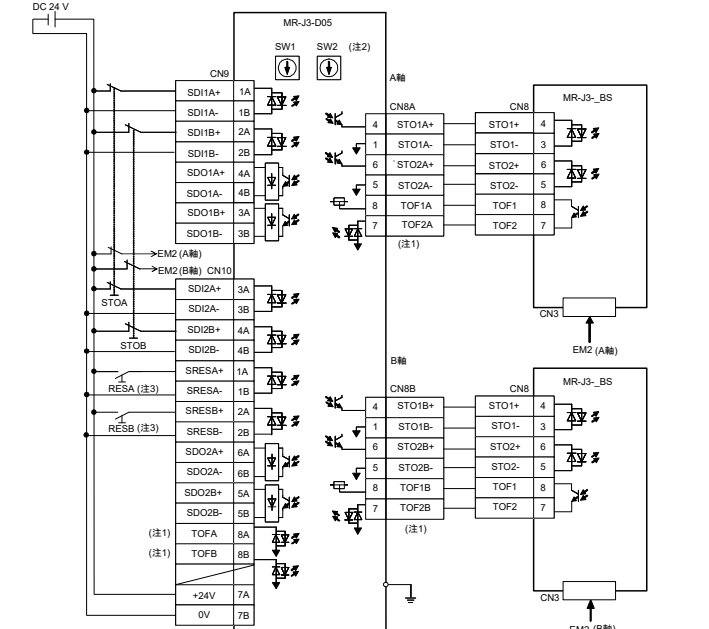 DC 24 V
MR-J3-D05
SW1 SW2 (注2)
CN9
SDI1A+ 1A
SDI1A- 1B
SDI1B+ 2A
SDI1B- 2B
SDO1A+ 4A
SDO1A- 4B
SDO1B+ 3A
SDO1B- 3B
EM2 (A軸)
EM2 (B軸) CN10
SDI2A+ 3A
SDI2A- 3B
STOA
SDI2B+ 4A
STOB
SDI2B- 4B
SRESA+ 1A
RESA (注3)
SRESA- 1B
SRESB+ 2A
RESB (注3)
SRESB- 2B
SDO2A+ 6A
SDO2A- 6B
SDO2B+ 5A
SDO2B- 5B
(注1) TOFA 8A
(注1) TOFB 8B
+24V 7A
0V 7B
A軸
CN8A
4 STO1A+
1 STO1A-
6 STO2A+
5 STO2A-
8 TOF1A
7 TOF2A
(注1)
CN8
MR-J3-_BS
STO1+ 4
STO1- 3
STO2+ 6
STO2- 5
TOF1 8
TOF2 7
CN3
EM2 (A軸)
B軸
CN8B
4 STO1B+
1 STO1B-
6 STO2B+
5 STO2B-
8 TOF1B
7 TOF2B
(注1)
CN8
MR-J3-_BS
STO1+ 4
STO1- 3
STO2+ 6
STO2- 5
TOF1 8
TOF2 7
CN3
EM2 (B軸)